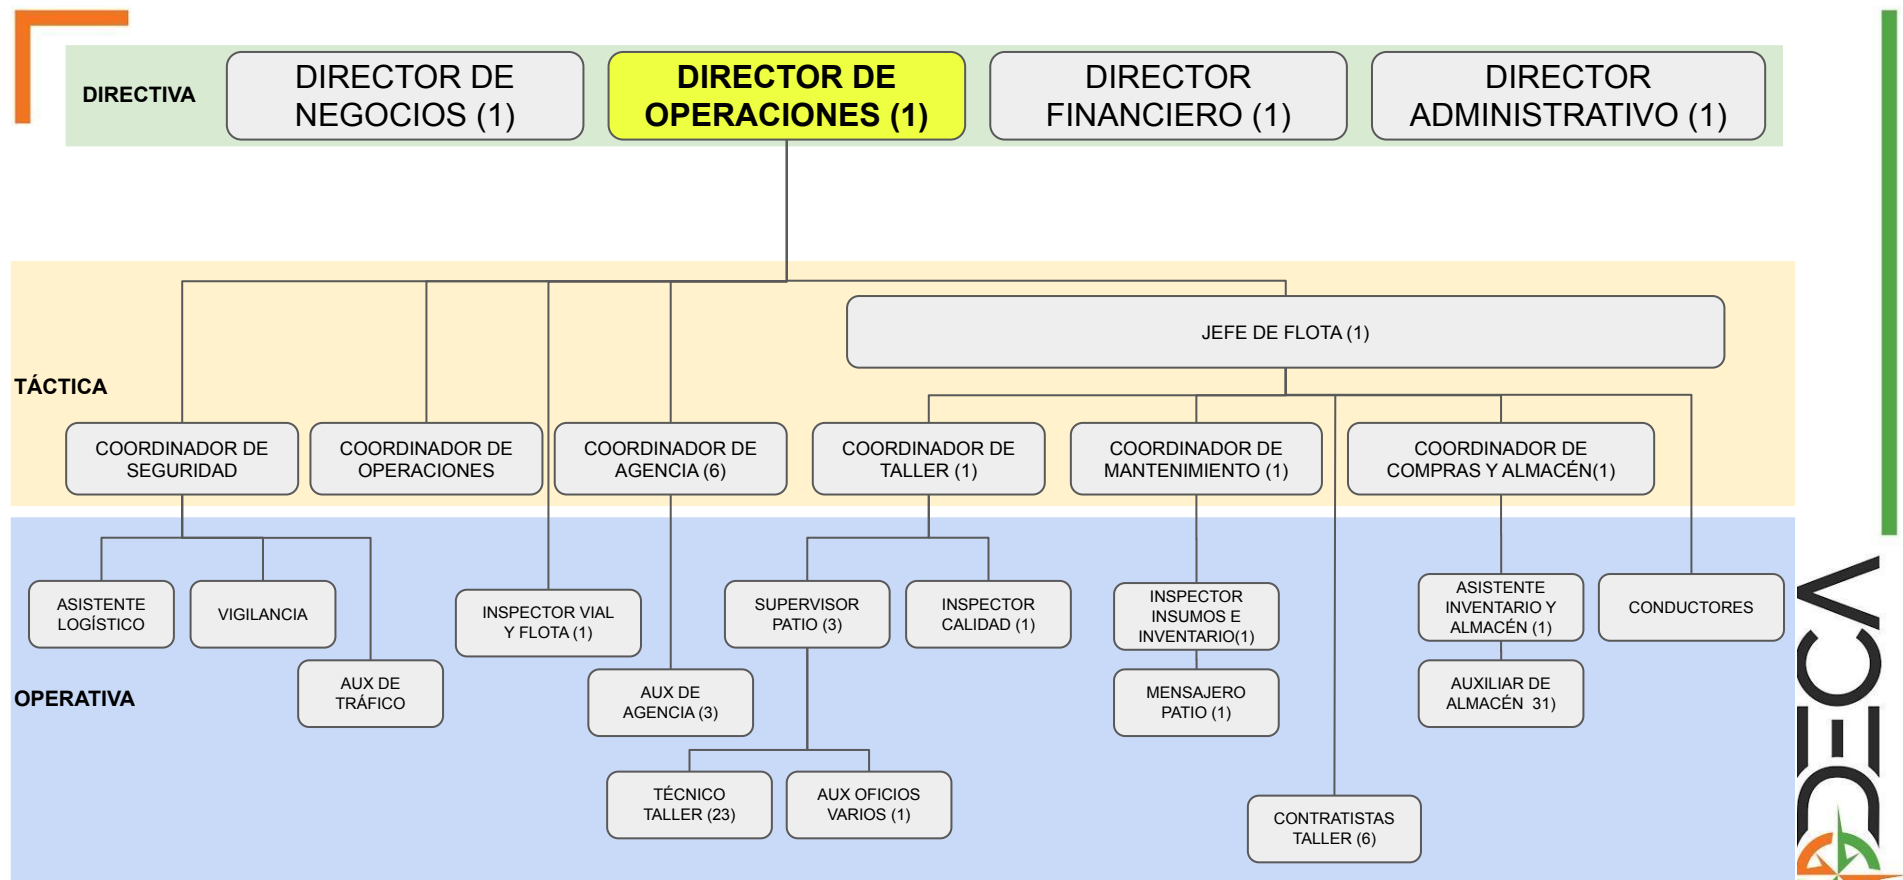 DIRECTIVA
DIRECTOR DE
NEGOCIOS (1)
DIRECTOR DE
OPERACIONES (1)
DIRECTOR
FINANCIERO (1)
DIRECTOR
ADMINISTRATIVO (1)
JEFE DE FLOTA (1)
TÁCTICA
COORDINADOR DE
SEGURIDAD
COORDINADOR DE
OPERACIONES
COORDINADOR DE
AGENCIA (6)
COORDINADOR DE
TALLER (1)
COORDINADOR DE
MANTENIMIENTO (1)
COORDINADOR DE
COMPRAS Y ALMACÉN(1)
ASISTENTE
LOGÍSTICO
VIGILANCIA
INSPECTOR VIAL
Y FLOTA (1)
SUPERVISOR
PATIO (3)
INSPECTOR
CALIDAD (1)
INSPECTOR
INSUMOS E
INVENTARIO(1)
ASISTENTE
INVENTARIO Y
ALMACÉN (1)
CONDUCTORES
OPERATIVA
AUX DE
TRÁFICO
AUX DE
AGENCIA (3)
MENSAJERO
PATIO (1)
AUXILIAR DE
ALMACÉN  31)
TÉCNICO
TALLER (23)
AUX OFICIOS
VARIOS (1)
CONTRATISTAS
TALLER (6)